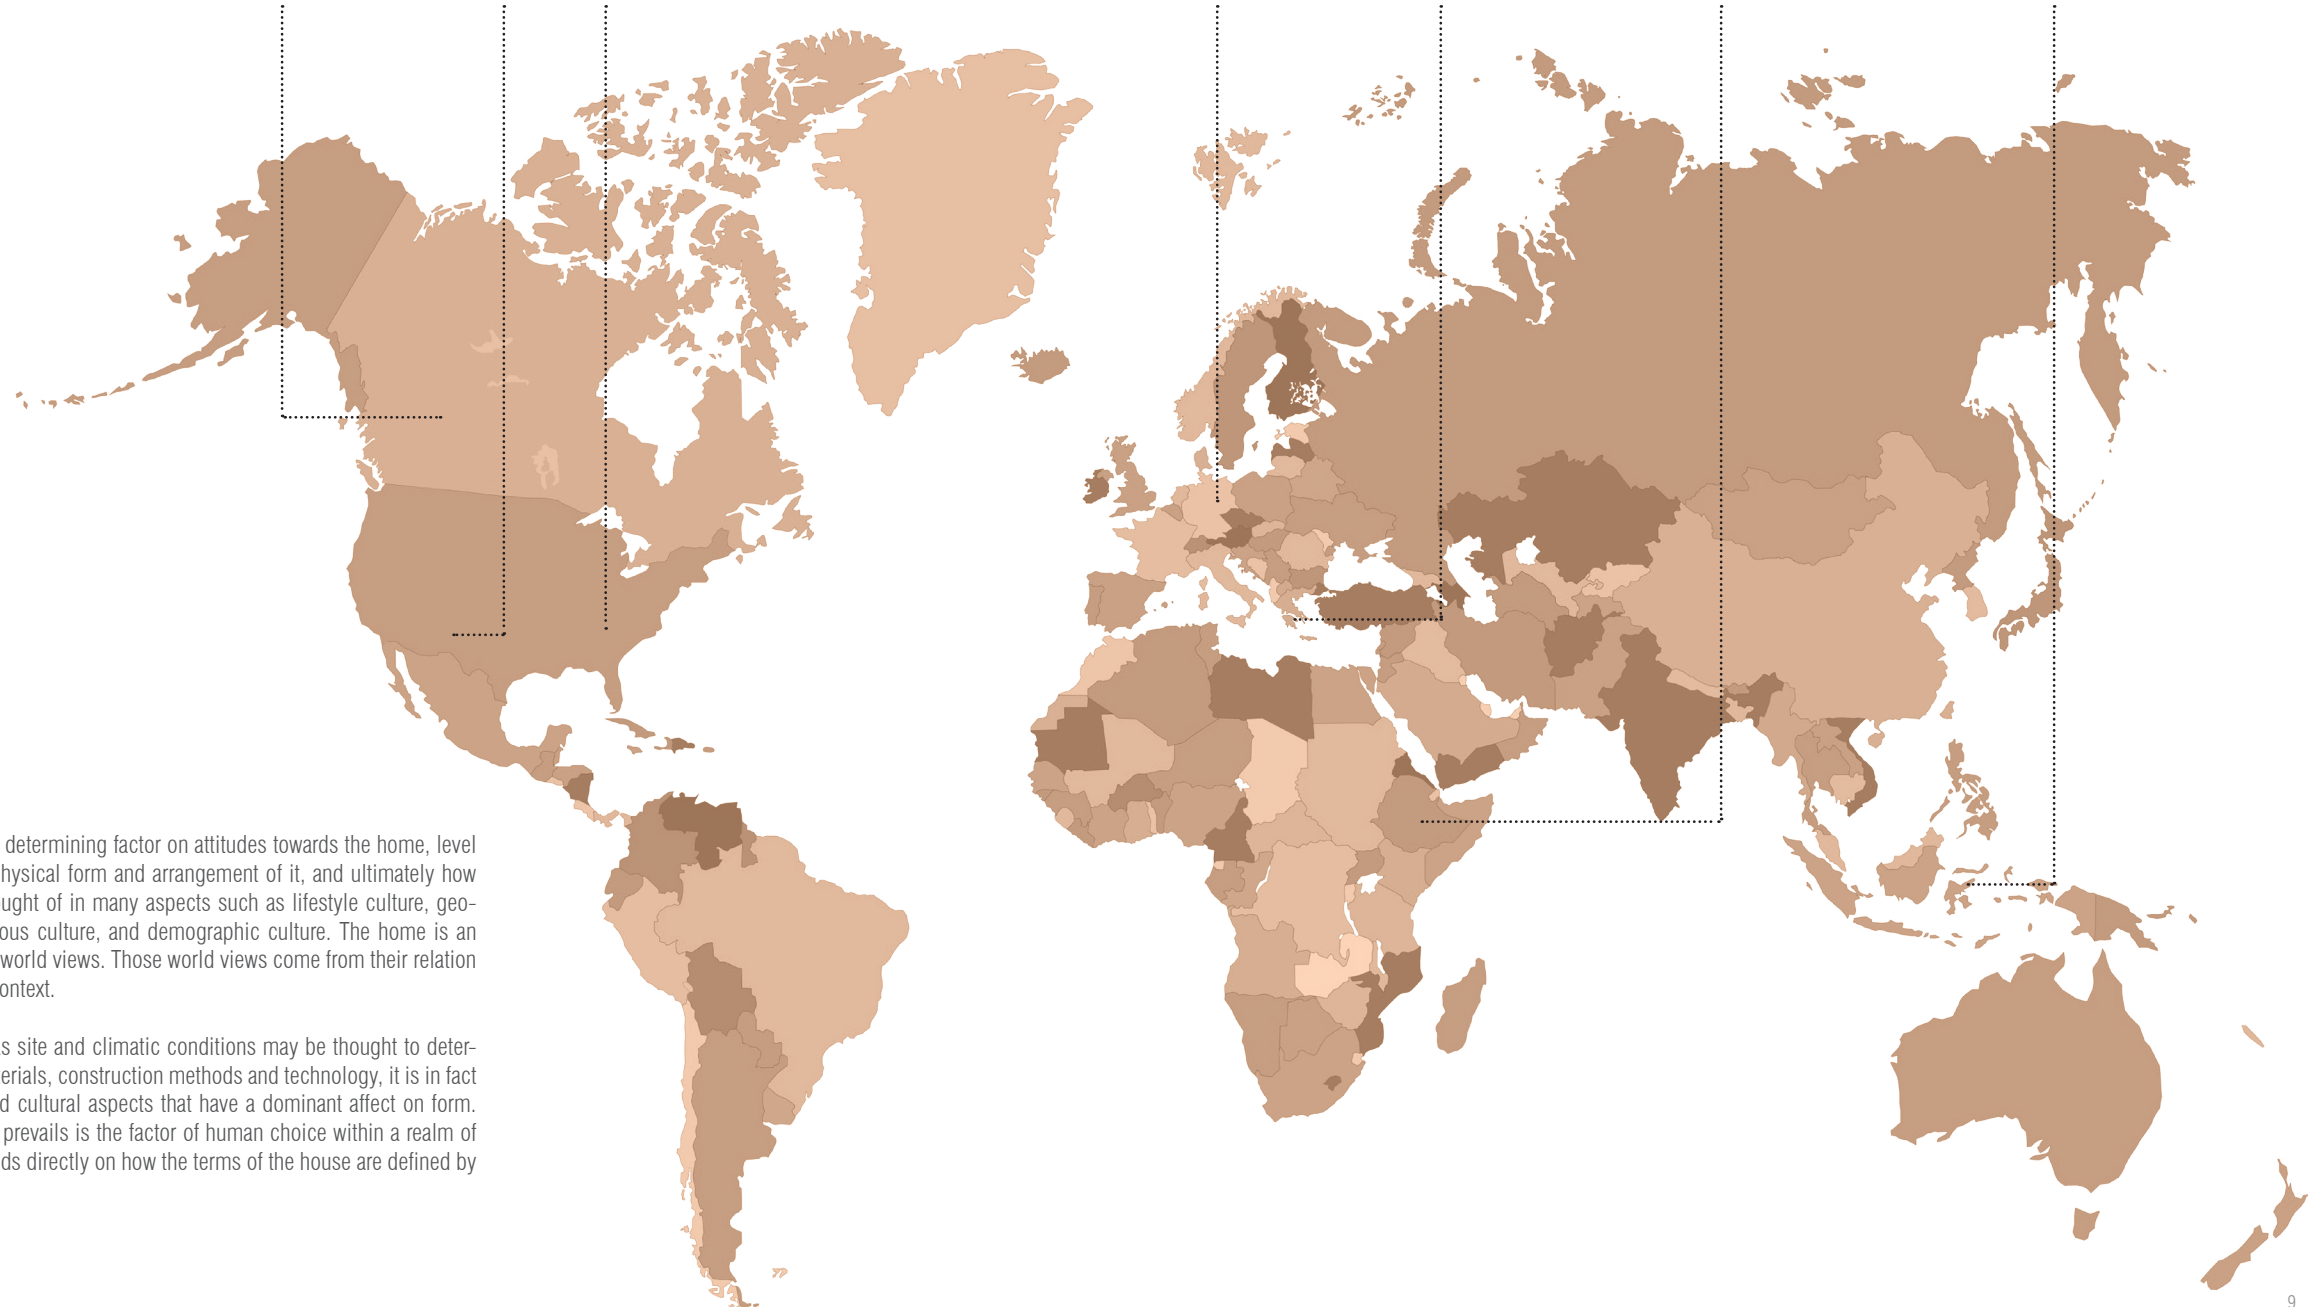 determining factor on attitudes towards the home, level
hysical form and arrangement of it, and ultimately how
ught of in many aspects such as lifestyle culture, geo-
ous culture, and demographic culture. The home is an
world views. Those world views come from their relation
ontext.
s site and climatic conditions may be thought to deter-
erials, construction methods and technology, it is in fact
d cultural aspects that have a dominant affect on form.
prevails is the factor of human choice within a realm of
ds directly on how the terms of the house are defined by
9